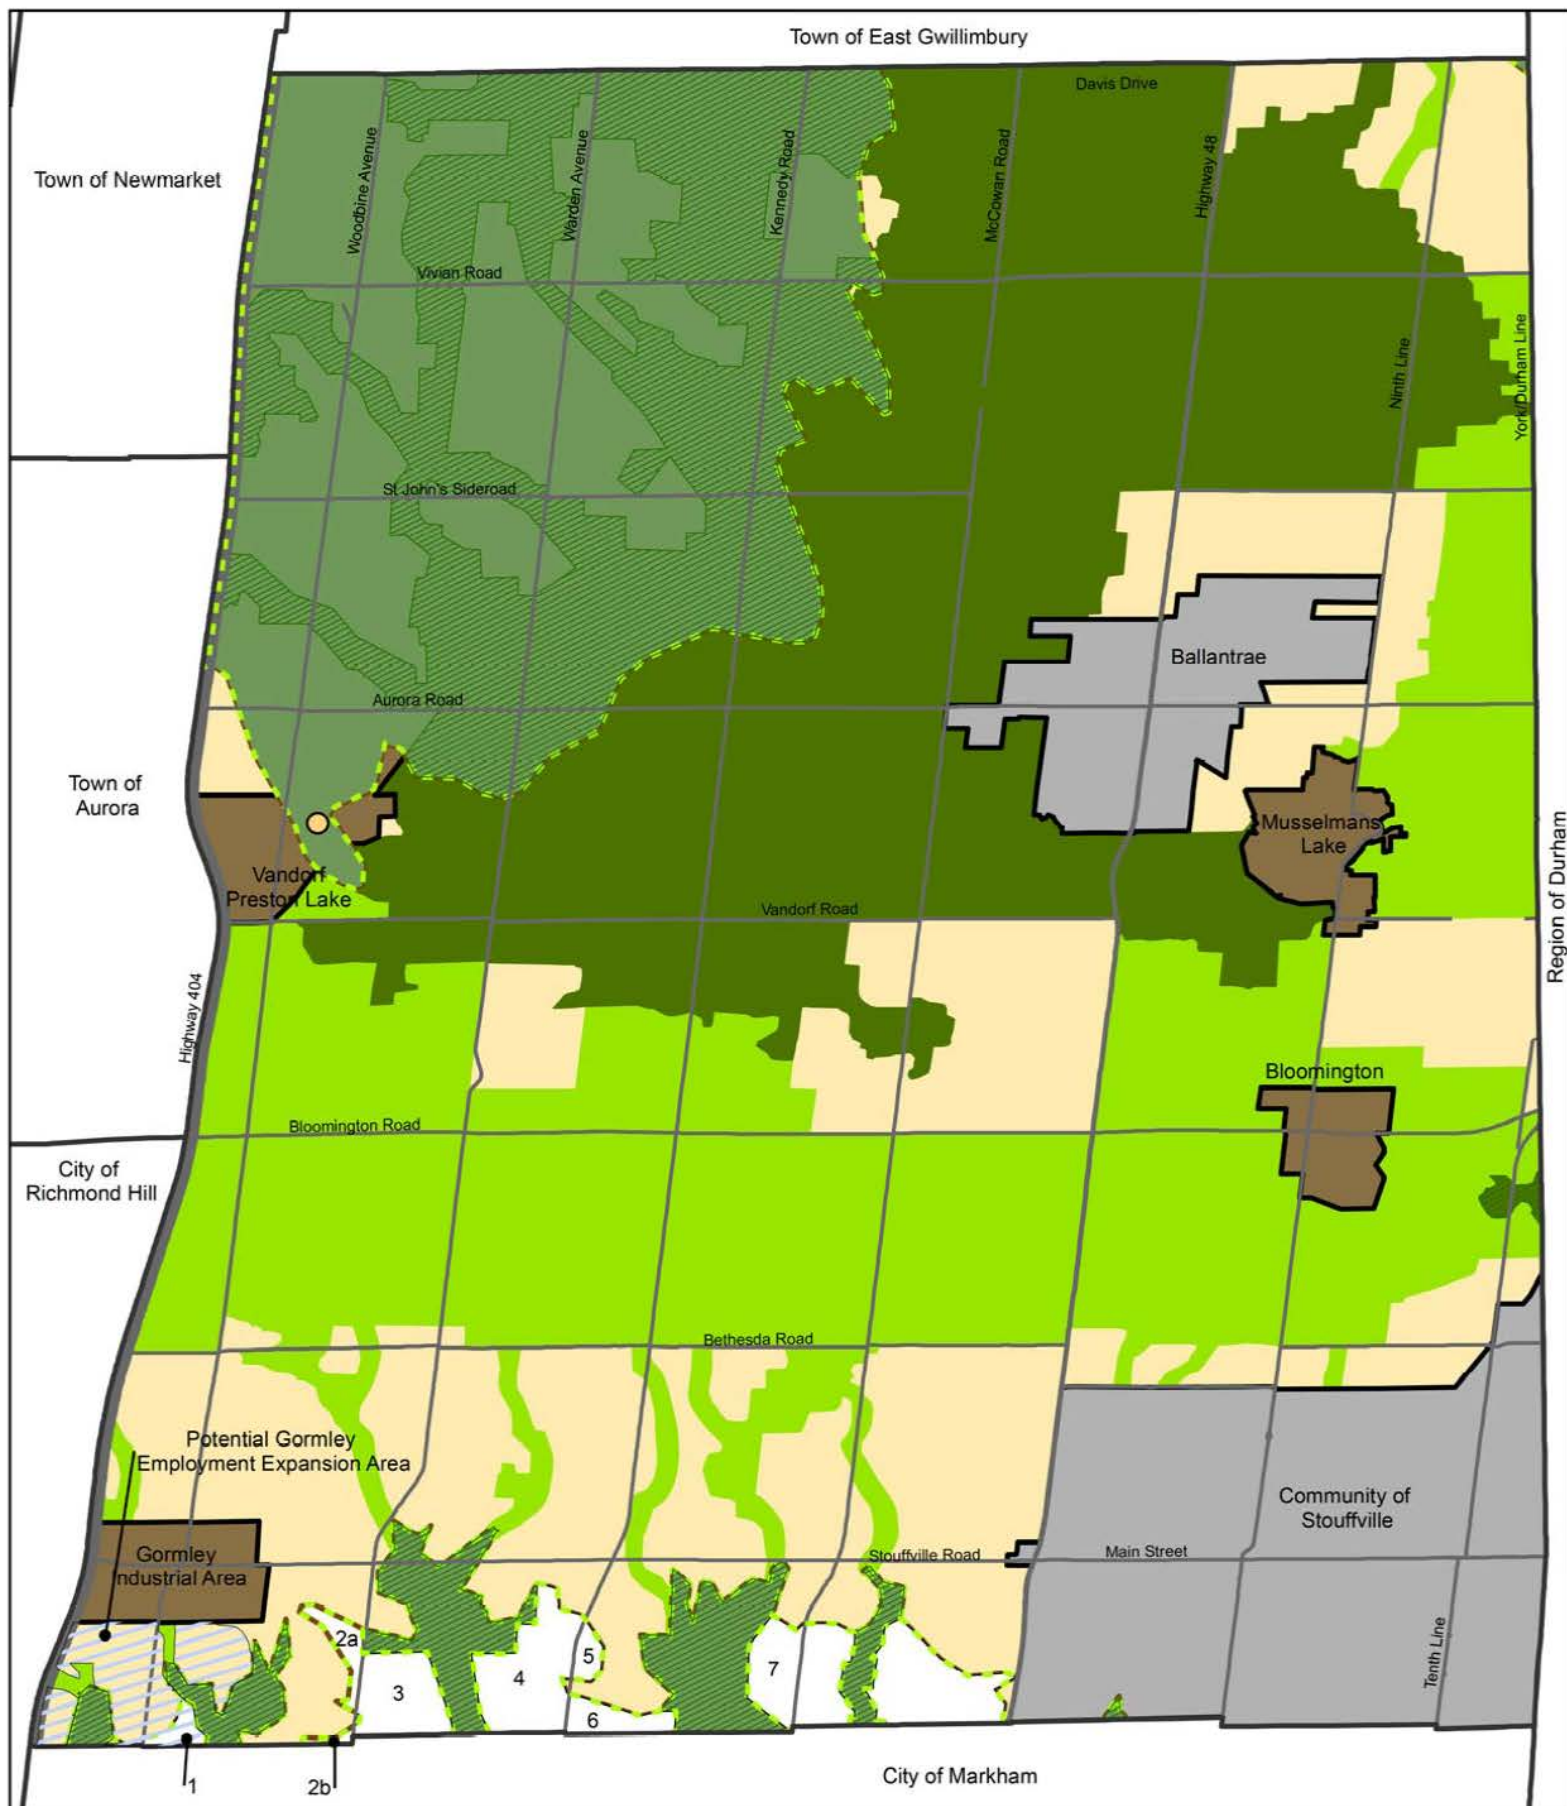 Town of East Gwillimbury
Davis Drive
Town of Newmarket
Woodbine Avenue
Warden Avenue
Kennedy Road
McCowan Road
Highway 48
Vivian Road
Ninth Line
York/Durham Line
St John's Sideroad
Ballantrae
Aurora Road
Town of
Aurora
Musselmans
Lake
Vandorf
Preston Lake
Vandorf Road
Region of Durham
Highway 404
Bloomington
Bloomington Road
City of
Richmond Hill
Bethesda Road
Potential Gormley
Employment Expansion Area
Community of
Stouffville
Gormley
Industrial Area
Stouffville Road
Main Street
Tenth Line
2a
3
4
5
6
7
1
2b
City of Markham